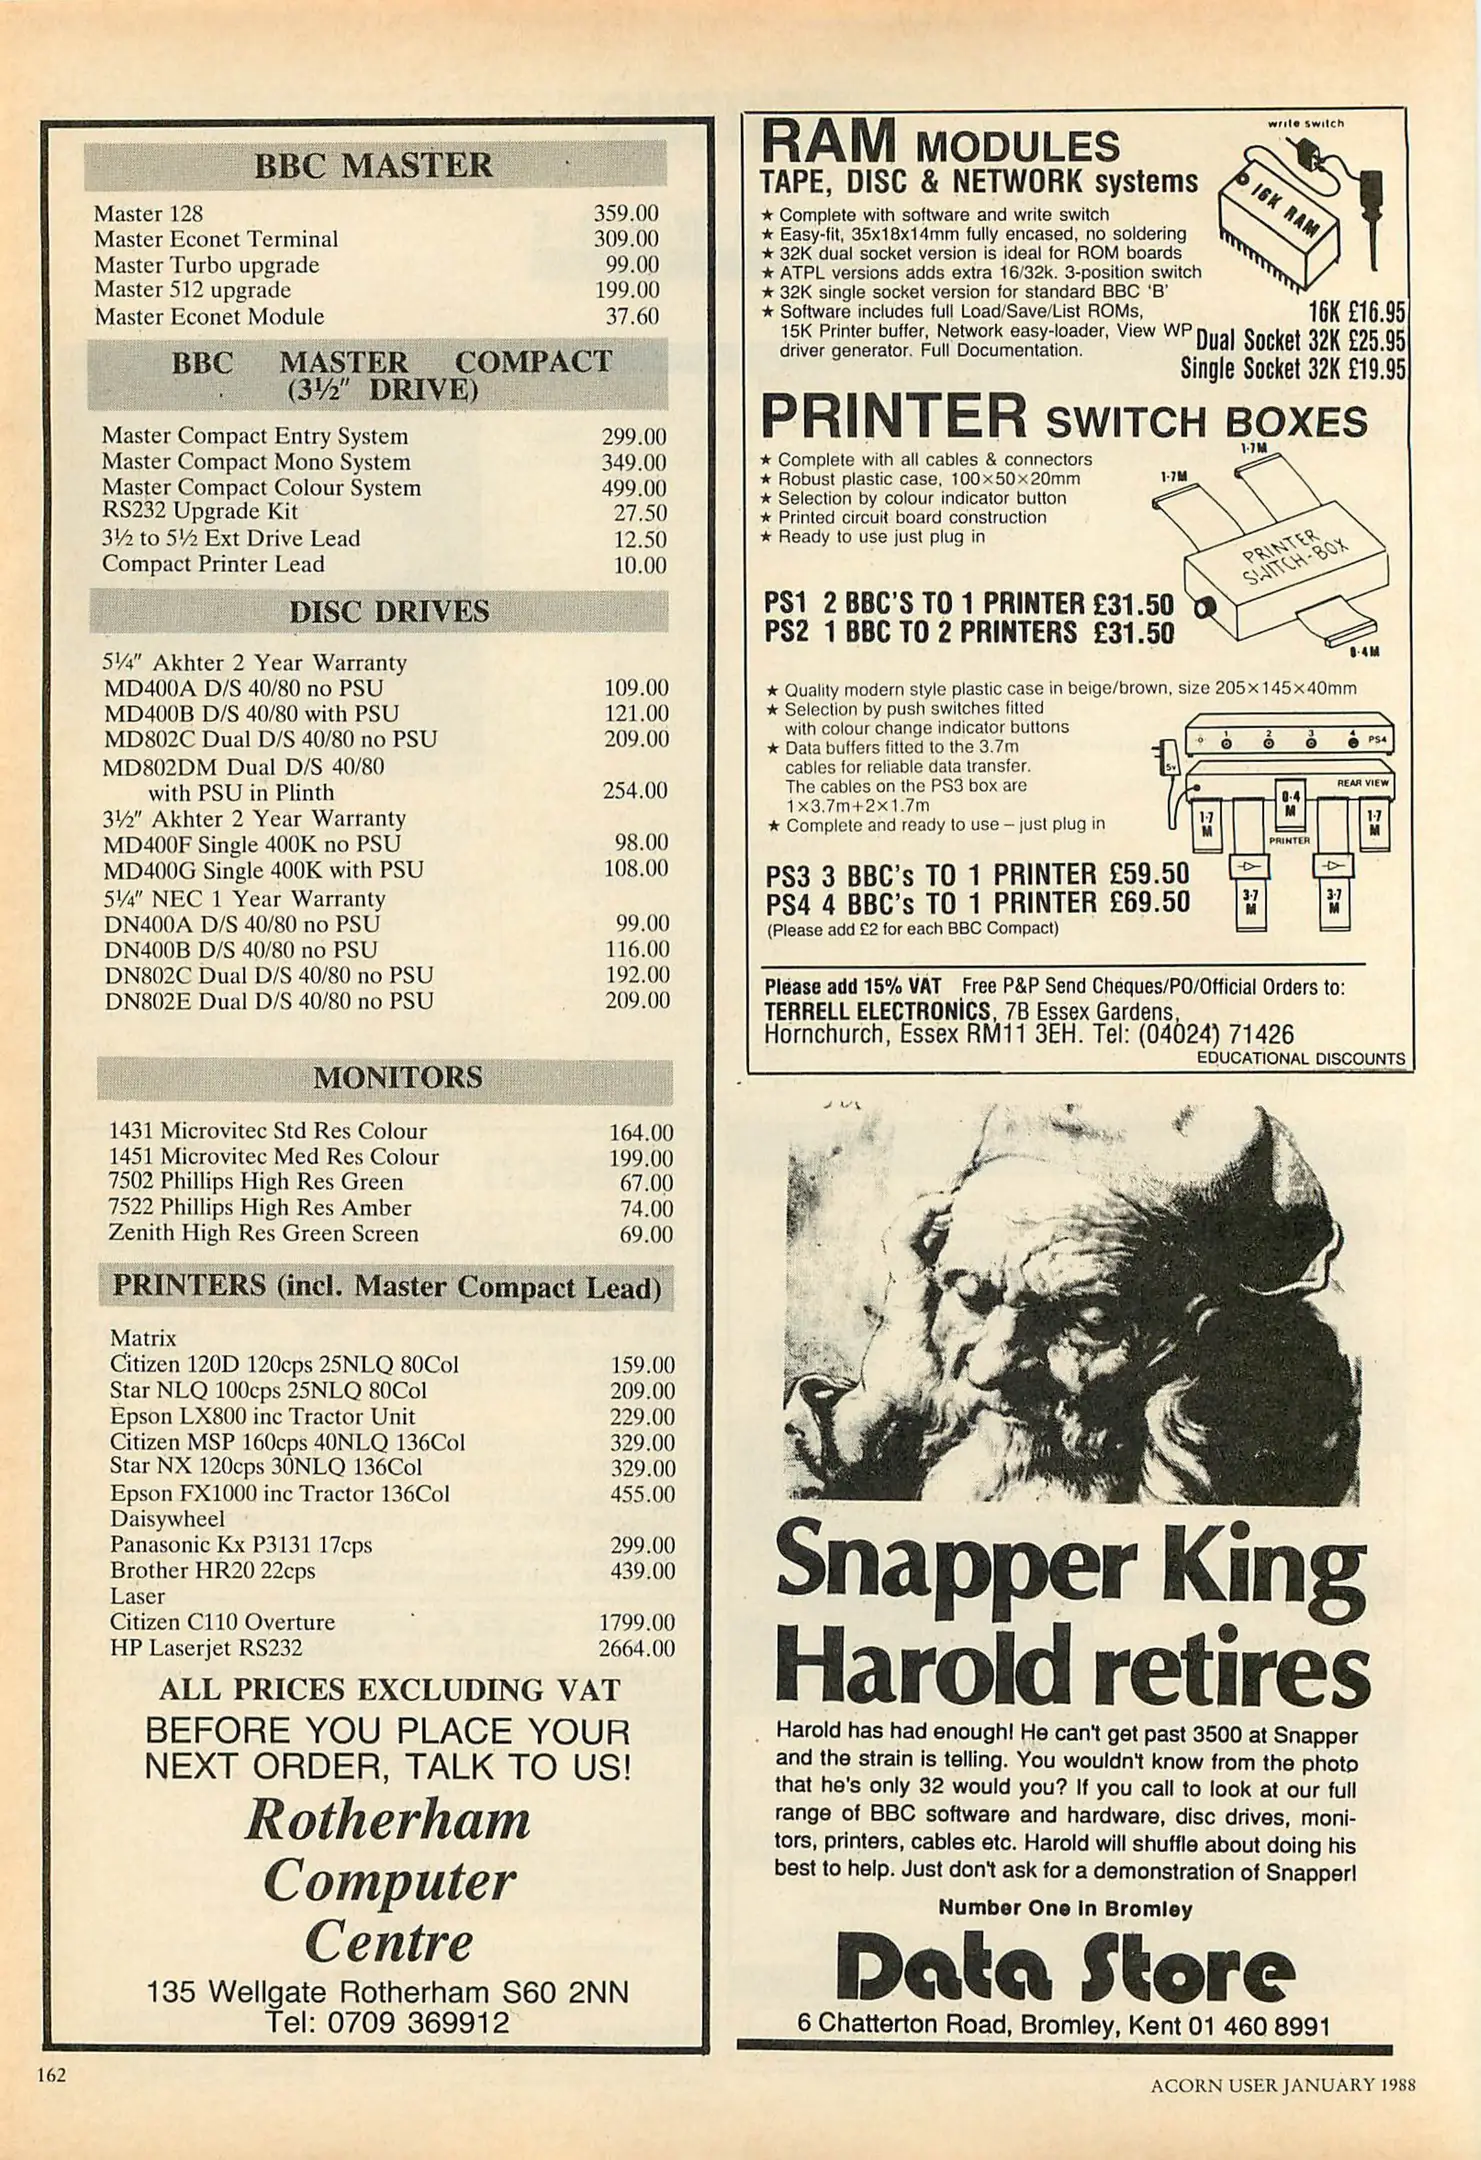 BBC MASTER
Master 128 359.00
Master Econet Terminal 309.00
Master Turbo upgrade 99.00
Master 512 upgrade 199.00
Master Econet Module 37.60
BBC MASTER COMPACT
(3½" DRIVE)
Master Compact Entry System 299.00
Master Compact Mono System 349.00
Master Compact Colour System 499.00
RS232 Upgrade Kit 27.50
3½ to 5½ Ext Drive Lead 12.50
Compact Printer Lead 10.00
DISC DRIVES
5¼" Akhter 2 Year Warranty
MD400A D/S 40/80 no PSU 109.00
MD400B D/S 40/80 with PSU 121.00
MD802C Dual D/S 40/80 no PSU 209.00
MD802DM Dual D/S 40/80
with PSU in Plinth 254.00
3½" Akhter 2 Year Warranty
MD400F Single 400K no PSU 98.00
MD400G Single 400K with PSU 108.00
5¼" NEC 1 Year Warranty
DN400A D/S 40/80 no PSU 99.00
DN400B D/S 40/80 no PSU 116.00
DN802C Dual D/S 40/80 no PSU 192.00
DN802E Dual D/S 40/80 no PSU 209.00
MONITORS
1431 Microvitec Std Res Colour 164.00
1451 Microvitec Med Res Colour 199.00
7502 Phillips High Res Green 67.00
7522 Phillips High Res Amber 74.00
Zenith High Res Green Screen 69.00
PRINTERS (incl. Master Compact Lead)
Matrix
Citizen 120D 120cps 25NLQ 80Col 159.00
Star NLQ 100cps 25NLQ 80Col 209.00
Epson LX800 inc Tractor Unit 229.00
Citizen MSP 160cps 40NLQ 136Col 329.00
Star NX 120cps 30NLQ 136Col 329.00
Epson FX1000 inc Tractor 136Col 455.00
Daisywheel
Panasonic Kx P3131 17cps 299.00
Brother HR20 22cps 439.00
Laser
Citizen C110 Overture 1799.00
HP Laserjet RS232 2664.00
ALL PRICES EXCLUDING VAT
BEFORE YOU PLACE YOUR
NEXT ORDER, TALK TO US!
Rotherham
Computer
Centre
135 Wellgate Rotherham S60 2NN
Tel: 0709 369912
RAM MODULES
TAPE, DISC & NETWORK systems
write switch
16K RAM
★ Complete with software and write switch
★ Easy-fit, 35x18x14mm fully encased, no soldering
★ 32K dual socket version is ideal for ROM boards
★ ATPL versions adds extra 16/32k. 3-position switch
★ 32K single socket version for standard BBC 'B'
★ Software includes full Load/Save/List ROMs,
15K Printer buffer, Network easy-loader, View WP
driver generator. Full Documentation.
16K £16.95
Dual Socket 32K £25.95
Single Socket 32K £19.95
PRINTER SWITCH BOXES
★ Complete with all cables & connectors
★ Robust plastic case, 100×50×20mm
★ Selection by colour indicator button
★ Printed circuit board construction
★ Ready to use just plug in
1·7M
1·7M
PRINTER
SWITCH-BOX
0·4M
PS1 2 BBC'S TO 1 PRINTER £31.50
PS2 1 BBC TO 2 PRINTERS £31.50
★ Quality modern style plastic case in beige/brown, size 205×145×40mm
★ Selection by push switches fitted
with colour change indicator buttons
★ Data buffers fitted to the 3.7m
cables for reliable data transfer.
The cables on the PS3 box are
1×3.7m+2×1.7m
★ Complete and ready to use – just plug in
1 2 3 4 PS4
5v
REAR VIEW
1·7 M
0·4 M
1·7 M
PRINTER
3·7 M
3·7 M
PS3 3 BBC's TO 1 PRINTER £59.50
PS4 4 BBC's TO 1 PRINTER £69.50
(Please add £2 for each BBC Compact)
Please add 15% VAT Free P&P Send Cheques/PO/Official Orders to:
TERRELL ELECTRONICS, 7B Essex Gardens,
Hornchurch, Essex RM11 3EH. Tel: (04024) 71426
EDUCATIONAL DISCOUNTS
Snapper King
Harold retires
Harold has had enough! He can't get past 3500 at Snapper
and the strain is telling. You wouldn't know from the photo
that he's only 32 would you? If you call to look at our full
range of BBC software and hardware, disc drives, moni-
tors, printers, cables etc. Harold will shuffle about doing his
best to help. Just don't ask for a demonstration of Snapper!
Number One in Bromley
Data Store
6 Chatterton Road, Bromley, Kent 01 460 8991
162
ACORN USER JANUARY 1988